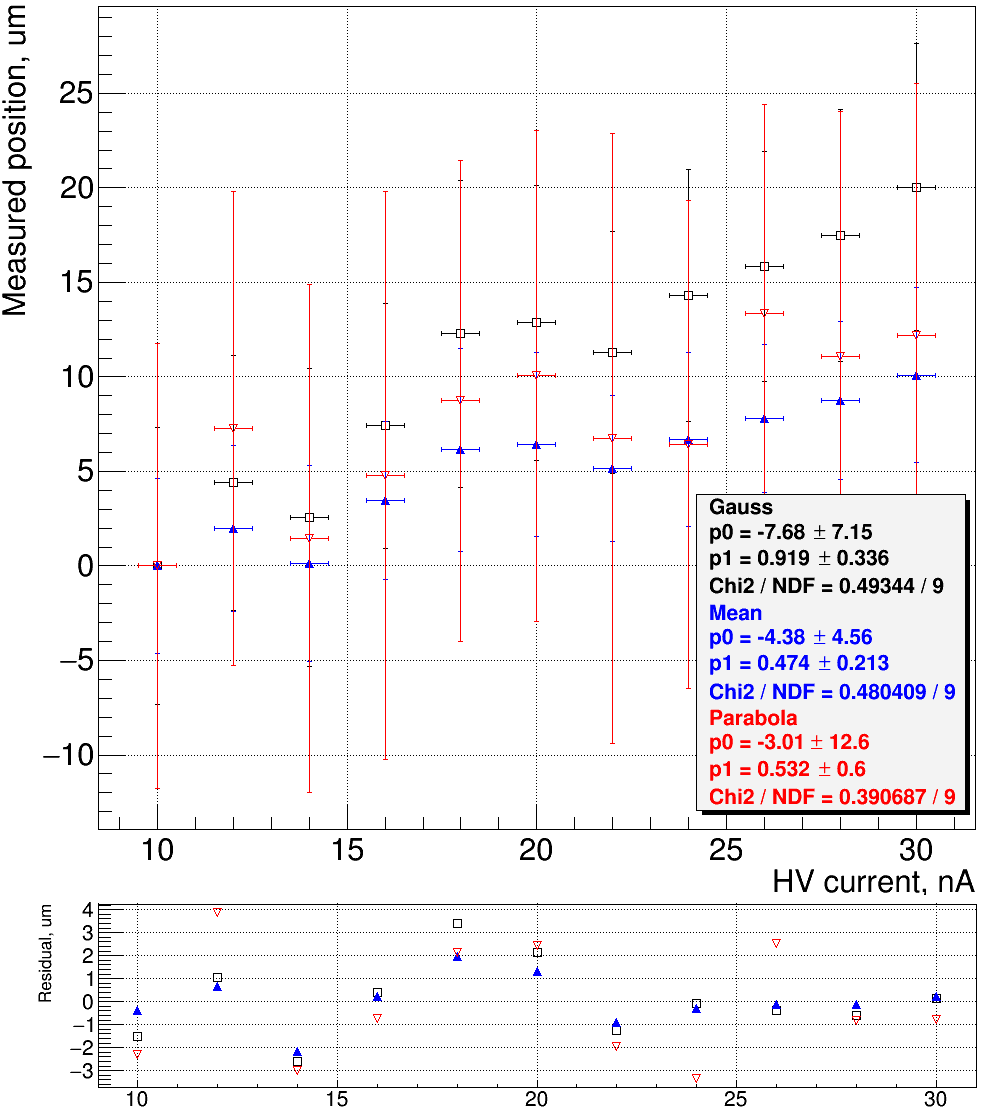 Measured position, um
25
20
15
10
5
0
−5
−10
Gauss
p0 = -7.68 ± 7.15
p1 = 0.919 ± 0.336
Chi2 / NDF = 0.49344 / 9
Mean
p0 = -4.38 ± 4.56
p1 = 0.474 ± 0.213
Chi2 / NDF = 0.480409 / 9
Parabola
p0 = -3.01 ± 12.6
p1 = 0.532 ± 0.6
Chi2 / NDF = 0.390687 / 9
10 15 20 25 30
HV current, nA
Residual, um
4
3
2
1
0
−1
−2
−3
10 15 20 25 30